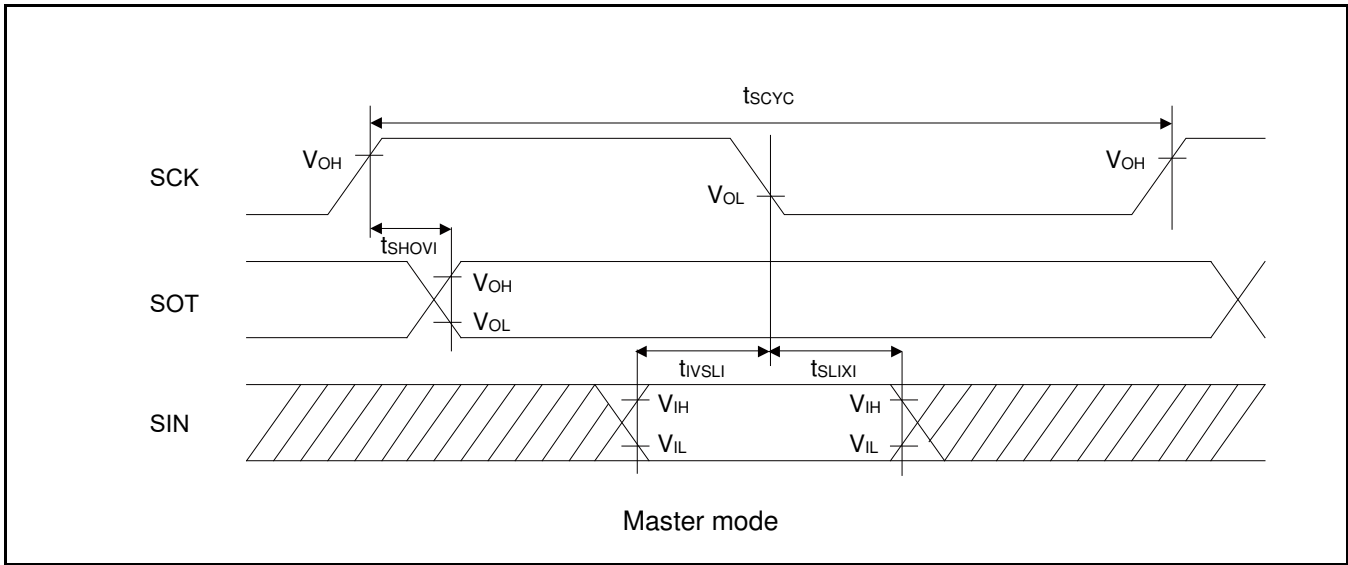 tSCYC
VOH
VOH
SCK
VOL
tSHOVI
VOH
SOT
VOL
tIVSLI
tSLIXI
VIH
VIH
SIN
VIL
VIL
Master mode